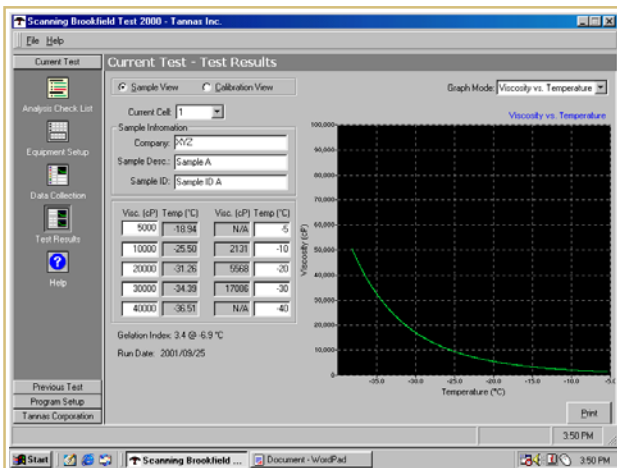 Scanning Brookfield Test 2000 - Tannas Inc.
File Help
Current Test
Analysis Check List
Equipment Setup
Data Collection
Test Results
Help
Previous Test
Program Setup
Tannas Corporation
Current Test - Test Results
Sample View Calibration View
Current Cell: 1
Sample Information
Company: XYZ
Sample Desc.: Sample A
Sample ID: Sample ID A
Visc. (cP) Temp (°C) Visc. (cP) Temp (°C)
5000 -18.94 N/A -5
10000 -25.50 2131 -10
20000 -31.26 5568 -20
30000 -34.39 17006 -30
40000 -36.51 N/A -40
Gelation Index: 3.4 @ -6.9 °C
Run Date: 2001/09/25
Graph Mode: Viscosity vs. Temperature
Viscosity vs. Temperature
Viscosity (cP)
100,000
90,000
80,000
70,000
60,000
50,000
40,000
30,000
20,000
10,000
-35.0 -30.0 -25.0 -20.0 -15.0 -10.0 -5.0
Temperature (°C)
Print
3:50 PM
Start Scanning Brookfield ... Document - WordPad 3:50 PM